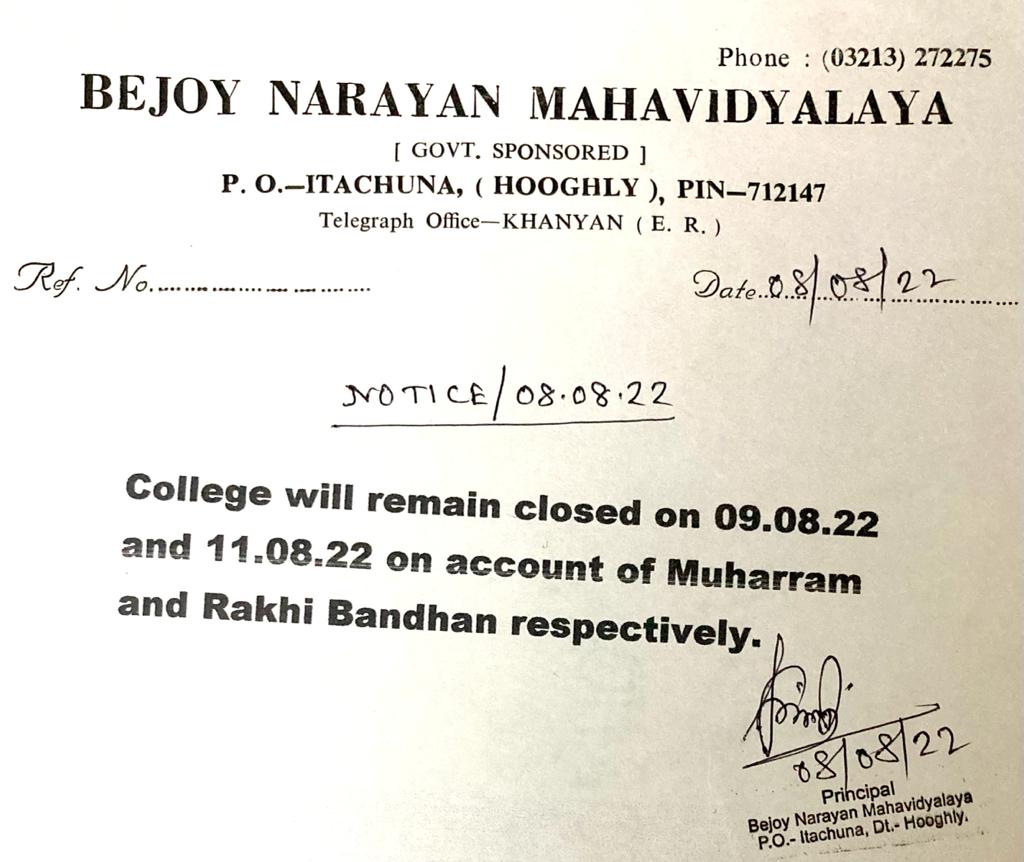 Phone : (03213) 272275
BEJOY NARAYAN MAHAVIDYALAYA
[ GOVT. SPONSORED ]
P. O.—ITACHUNA, ( HOOGHLY ), PIN—712147
Telegraph Office—KHANYAN ( E. R. )
Ref. No............................ Date 08/08/22
NOTICE/08.08.22
College will remain closed on 09.08.22
and 11.08.22 on account of Muharram
and Rakhi Bandhan respectively.
08/08/22
Principal
Bejoy Narayan Mahavidyalaya
P.O.- Itachuna, Dt.- Hooghly.